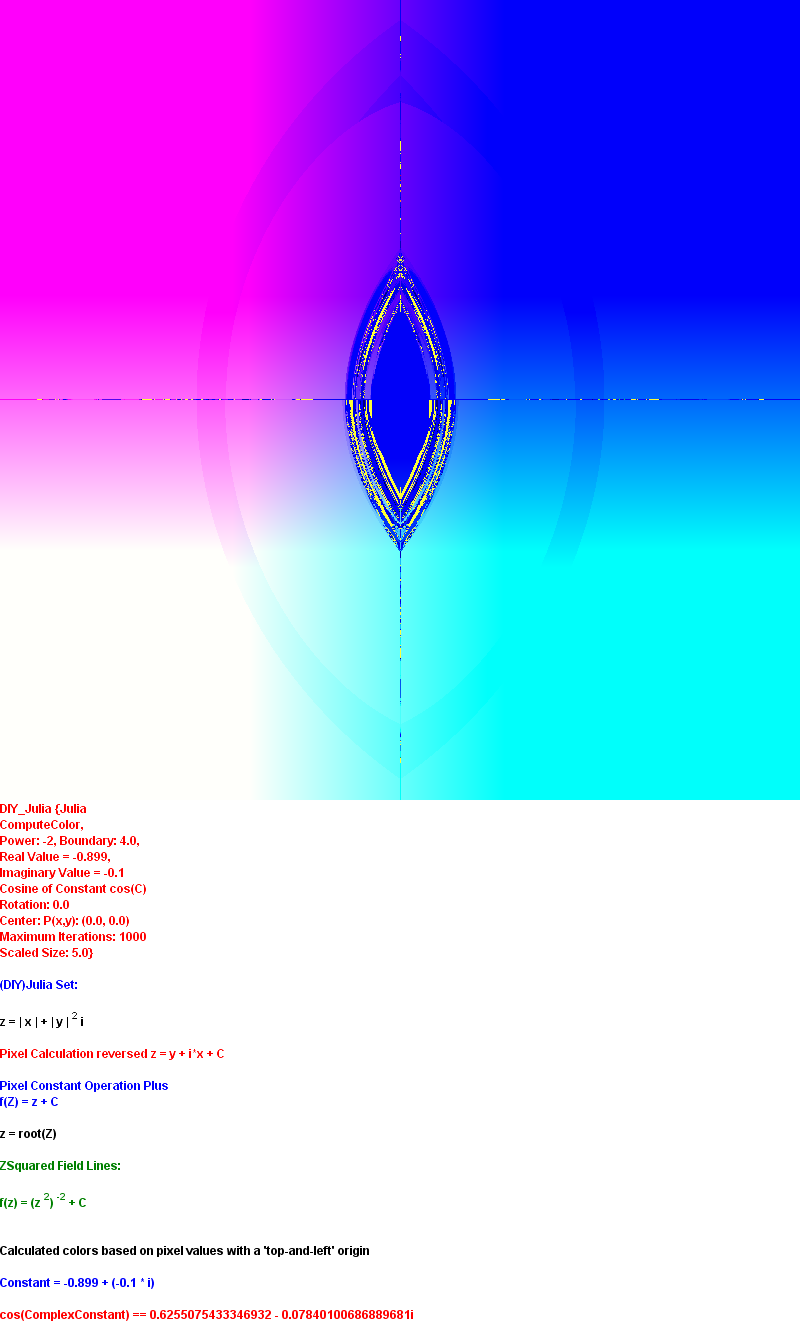 DIY_Julia {Julia
ComputeColor,
Power: -2, Boundary: 4.0,
Real Value = -0.899,
Imaginary Value = -0.1
Cosine of Constant cos(C)
Rotation: 0.0
Center: P(x,y): (0.0, 0.0)
Maximum Iterations: 1000
Scaled Size: 5.0}
(DIY)Julia Set:
z = | x | + | y | ² i
Pixel Calculation reversed z = y + i*x + C
Pixel Constant Operation Plus
f(Z) = z + C
z = root(Z)
ZSquared Field Lines:
f(z) = (z ²) ⁻² + C
Calculated colors based on pixel values with a 'top-and-left' origin
Constant = -0.899 + (-0.1 * i)
cos(ComplexConstant) == 0.6255075433346932 - 0.07840100686889681i